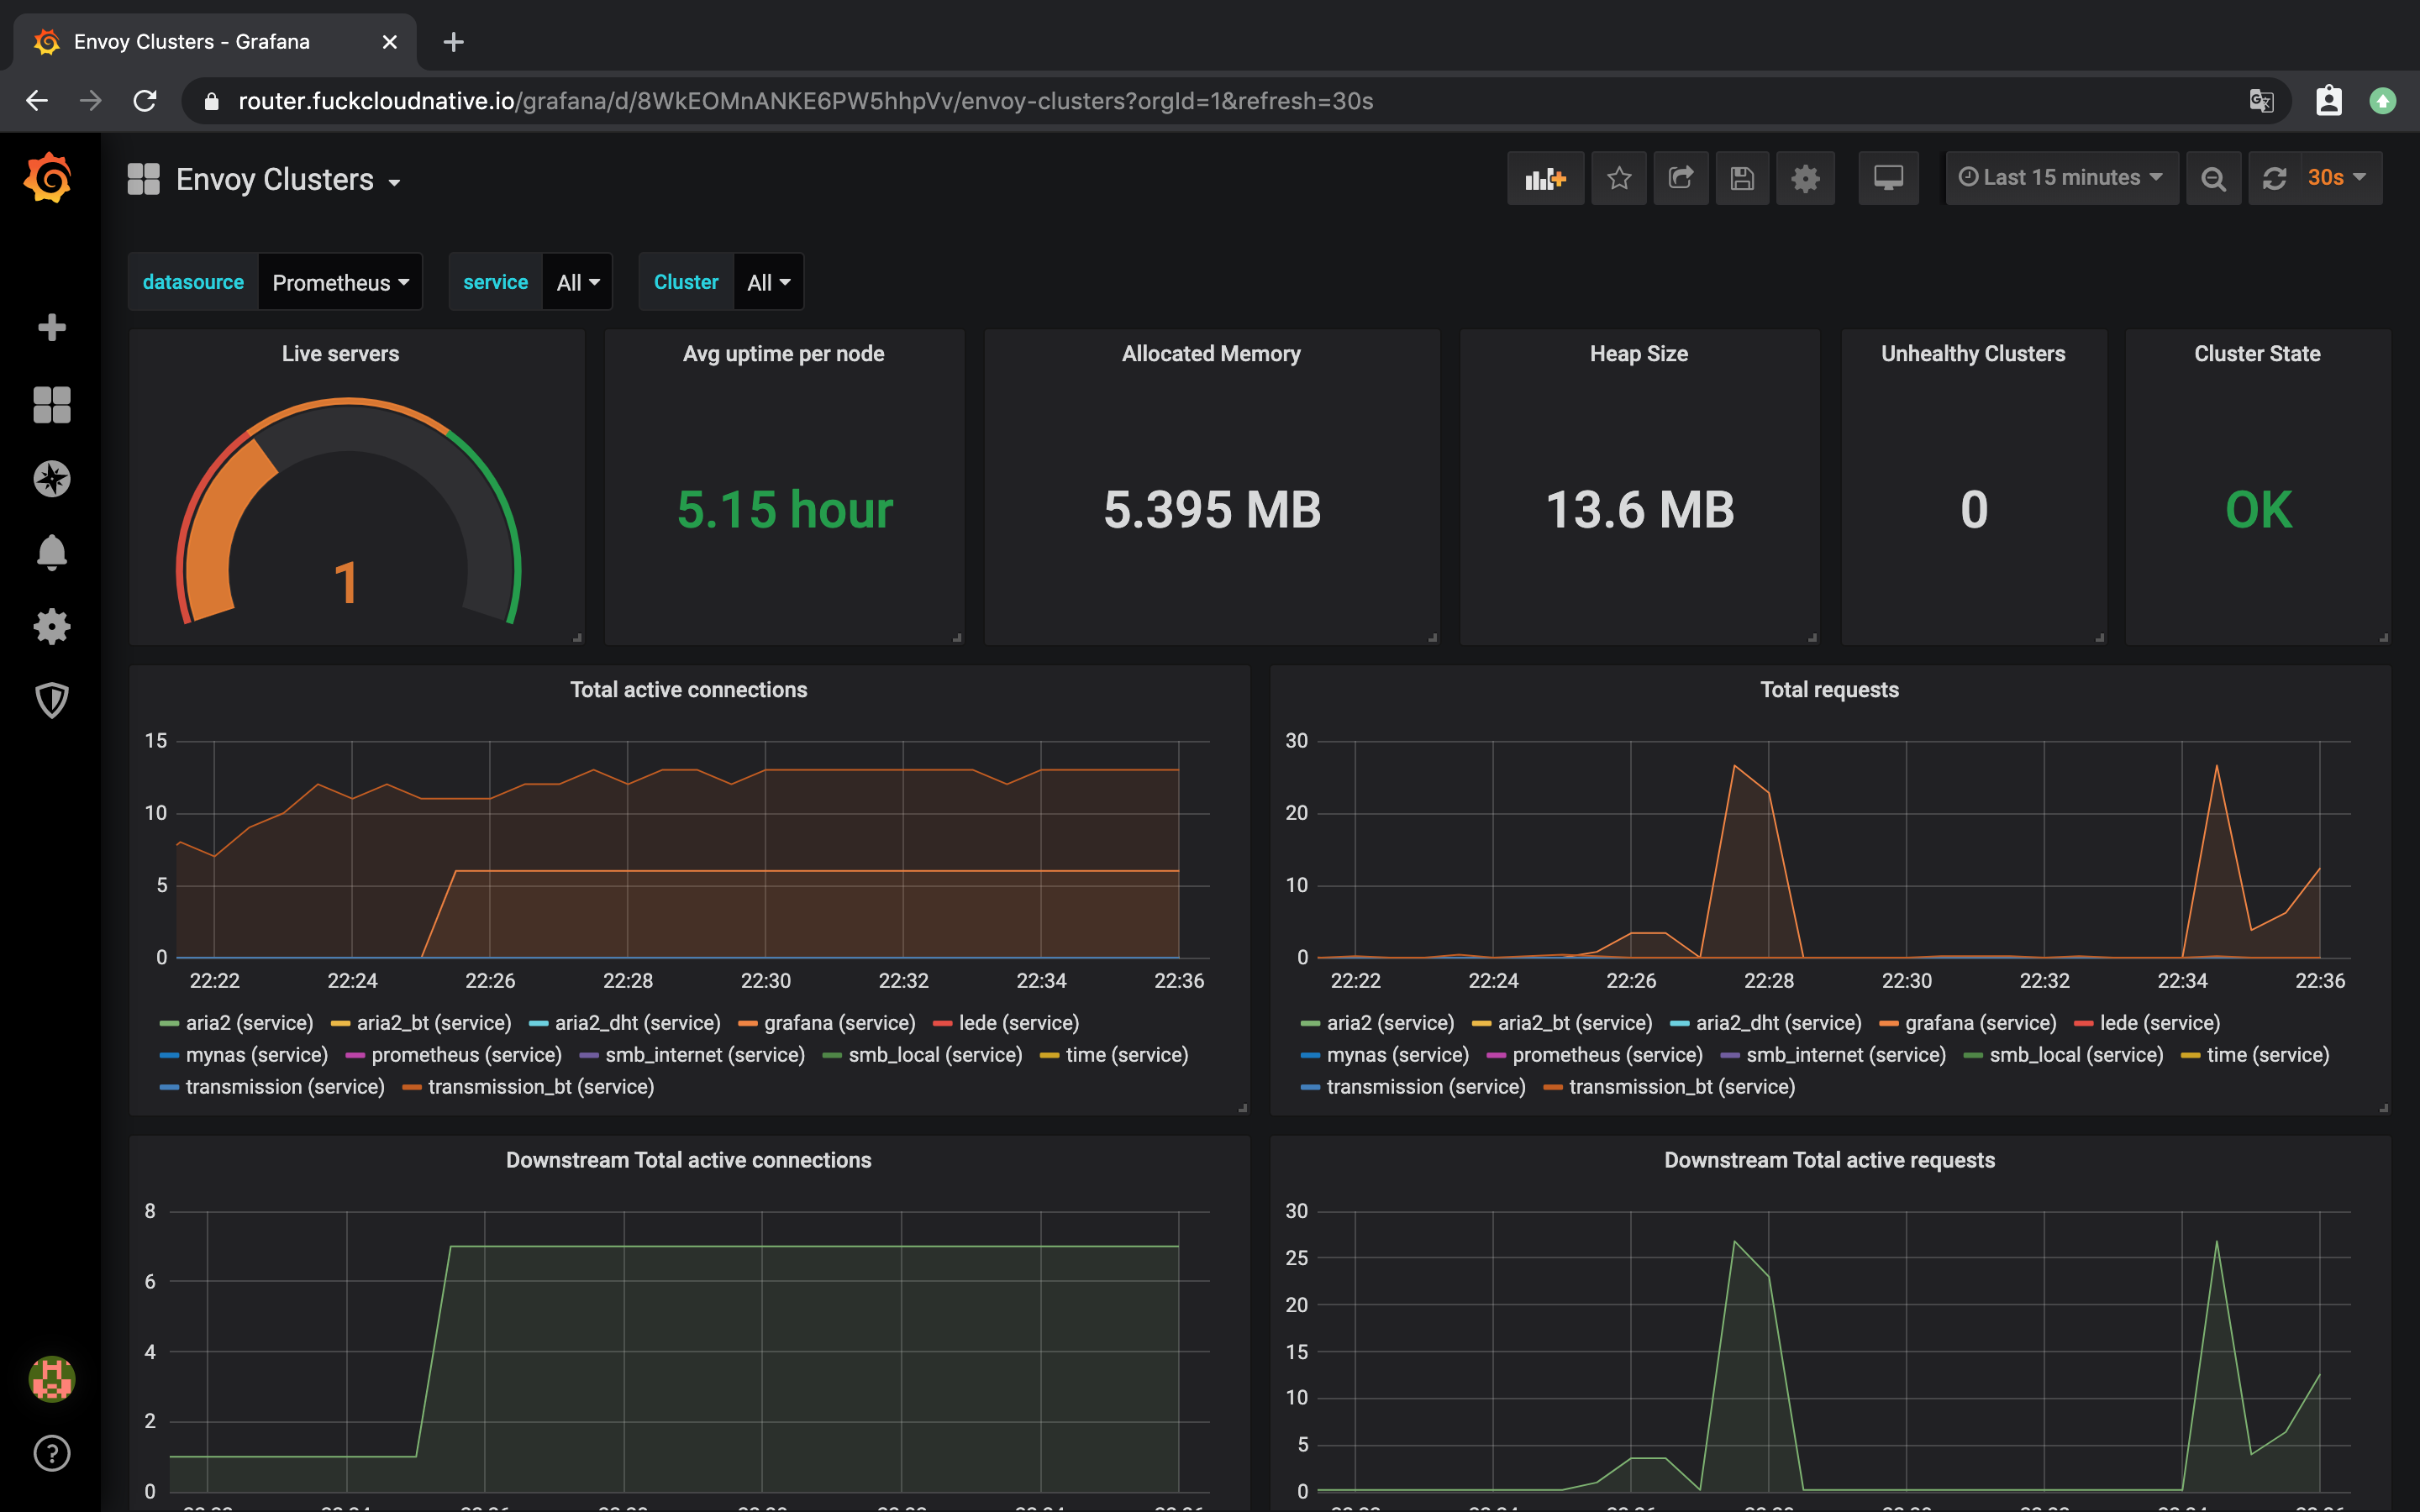 Envoy Clusters - Grafana
router.fuckcloudnative.io/grafana/d/8WkEOMnANKE6PW5hhpVv/envoy-clusters?orgId=1&refresh=30s
Envoy Clusters
Last 15 minutes
30s
datasource Prometheus service All Cluster All
Live servers
1
Avg uptime per node
5.15 hour
Allocated Memory
5.395 MB
Heap Size
13.6 MB
Unhealthy Clusters
0
Cluster State
OK
Total active connections
15
10
5
0
22:22 22:24 22:26 22:28 22:30 22:32 22:34 22:36
aria2 (service) aria2_bt (service) aria2_dht (service) grafana (service) lede (service)
mynas (service) prometheus (service) smb_internet (service) smb_local (service) time (service)
transmission (service) transmission_bt (service)
Total requests
30
20
10
0
22:22 22:24 22:26 22:28 22:30 22:32 22:34 22:36
aria2 (service) aria2_bt (service) aria2_dht (service) grafana (service) lede (service)
mynas (service) prometheus (service) smb_internet (service) smb_local (service) time (service)
transmission (service) transmission_bt (service)
Downstream Total active connections
8
6
4
2
0
Downstream Total active requests
30
25
20
15
10
5
0